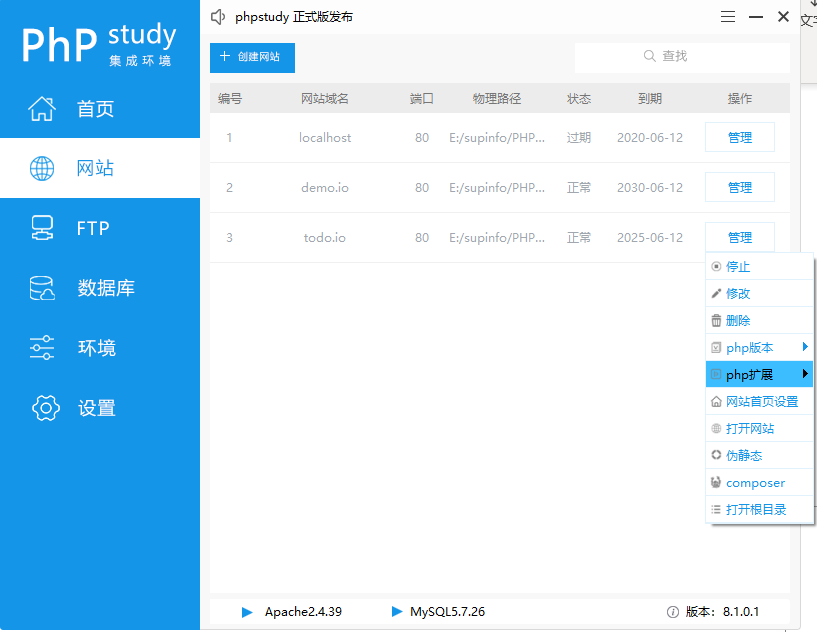 phpstudy 正式版发布
PhP study
集成环境
首页
网站
FTP
数据库
环境
设置
创建网站
查找
编号 网站域名 端口 物理路径 状态 到期 操作
1 localhost 80 E:/supinfo/PHP... 过期 2020-06-12 管理
2 demo.io 80 E:/supinfo/PHP... 正常 2030-06-12 管理
3 todo.io 80 E:/supinfo/PHP... 正常 2025-06-12 管理
停止
修改
删除
php版本
php扩展
网站首页设置
打开网站
伪静态
composer
打开根目录
Apache2.4.39 MySQL5.7.26 版本：8.1.0.1